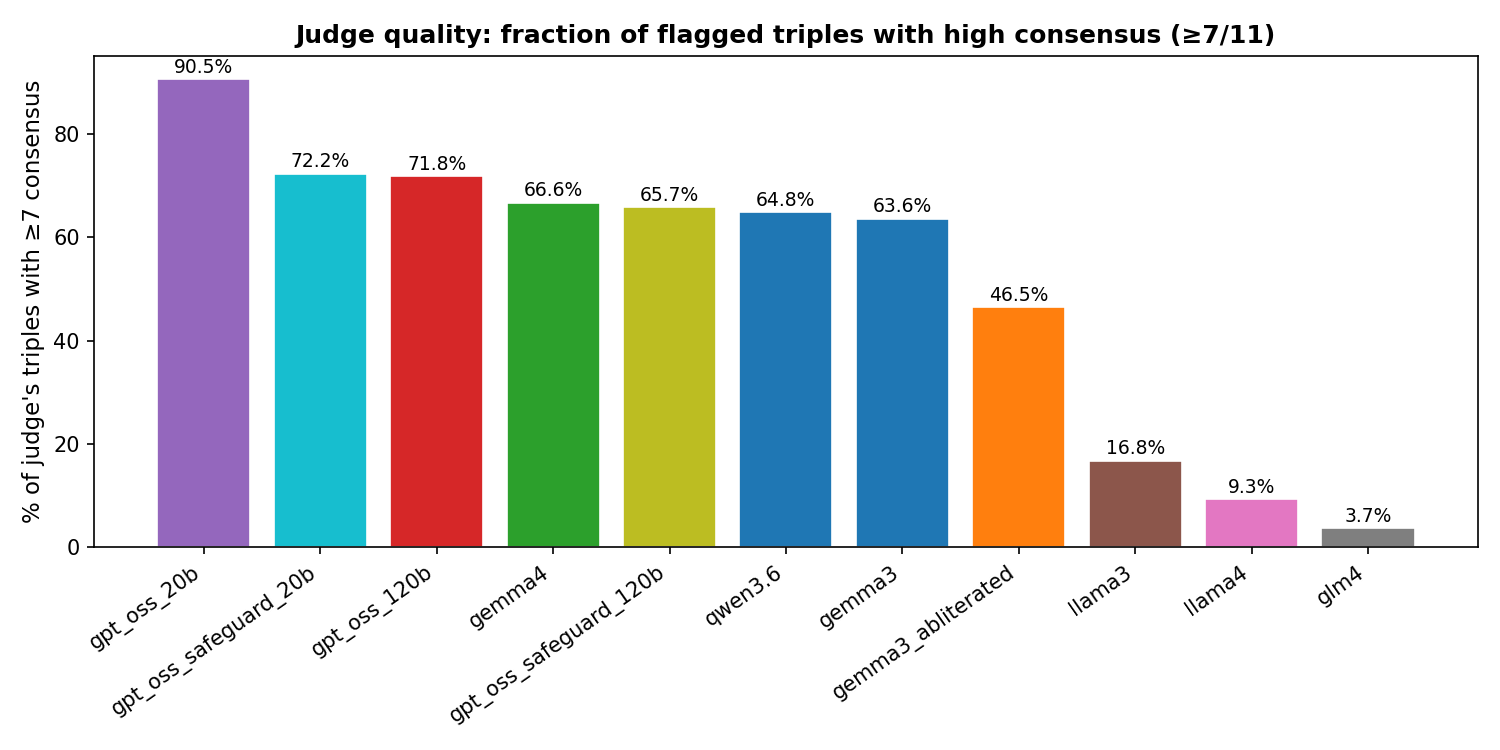 Judge quality: fraction of flagged triples with high consensus (≥7/11)
% of judge's triples with ≥7 consensus
80
60
40
20
0
90.5%
72.2%
71.8%
66.6%
65.7%
64.8%
63.6%
46.5%
16.8%
9.3%
3.7%
gpt_oss_20b
gpt_oss_safeguard_20b
gpt_oss_120b
gemma4
gpt_oss_safeguard_120b
qwen3.6
gemma3
gemma3_abliterated
llama3
llama4
glm4